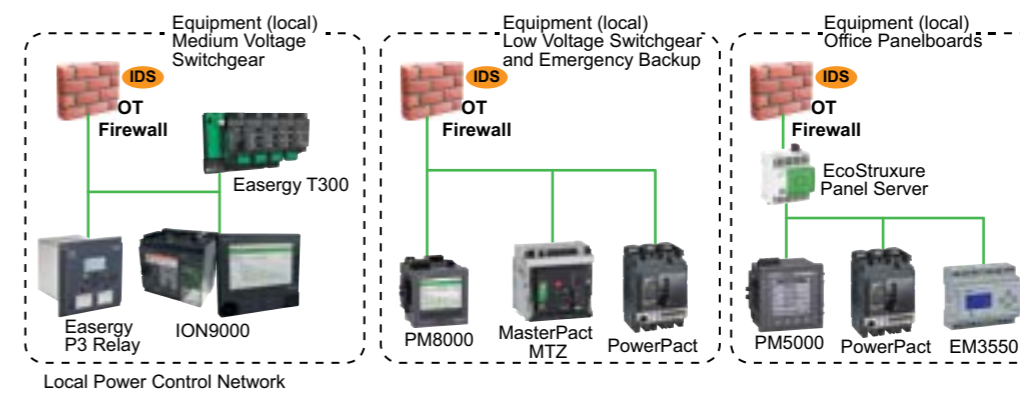 Equipment (local)
Medium Voltage
Switchgear
IDS
OT
Firewall
Easergy T300
Easergy
P3 Relay
ION9000
Equipment (local)
Low Voltage Switchgear
and Emergency Backup
IDS
OT
Firewall
PM8000
MasterPact
MTZ
PowerPact
Equipment (local)
Office Panelboards
IDS
OT
Firewall
EcoStruxure
Panel Server
PM5000
PowerPact
EM3550
Local Power Control Network